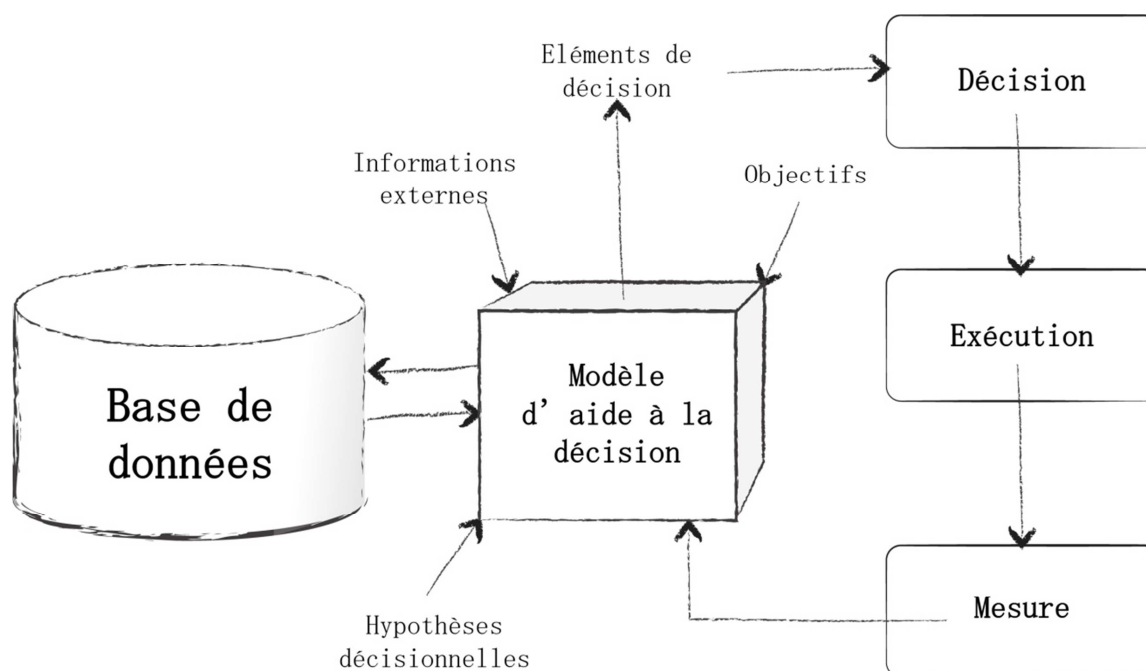 Eléments de
décision
Décision
Informations
externes
Objectifs
Exécution
Base de
données
Modèle
d' aide à la
décision
Mesure
Hypothèses
décisionnelles